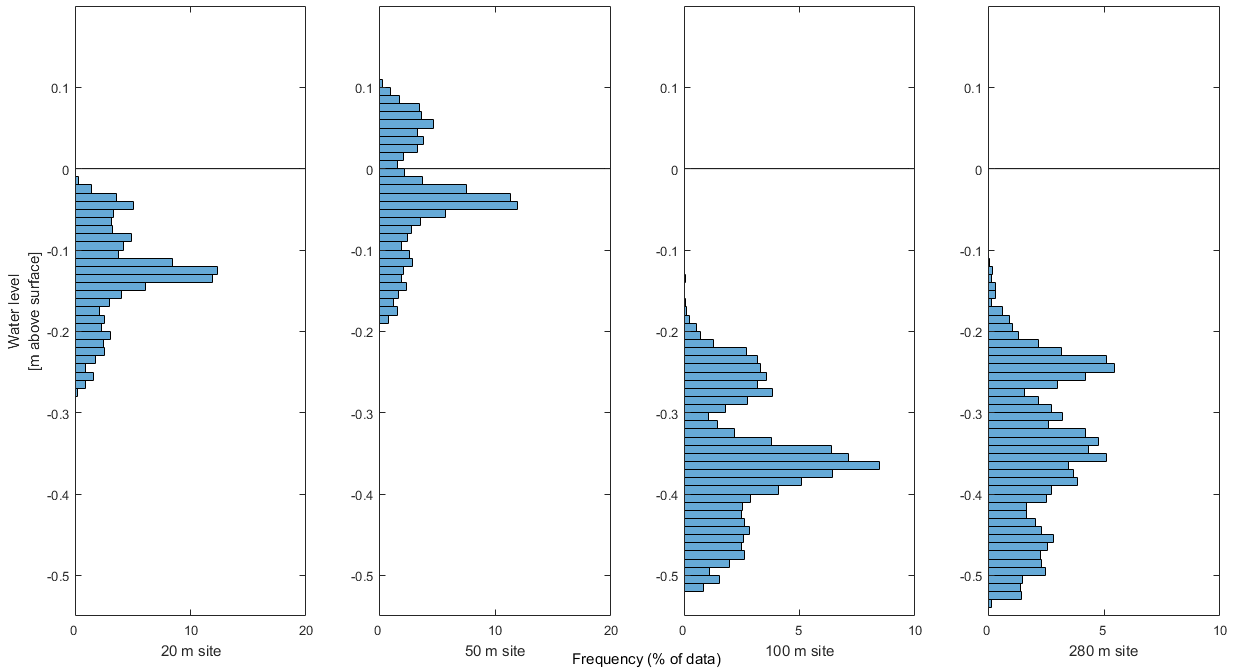 0.1 0.1 0.1 0.1
0 0 0 0
-0.1 -0.1 -0.1 -0.1
-0.2 -0.2 -0.2 -0.2
-0.3 -0.3 -0.3 -0.3
-0.4 -0.4 -0.4 -0.4
-0.5 -0.5 -0.5 -0.5
Water level
[m above surface]
0 10 20 0 10 20 0 5 10 0 5 10
20 m site 50 m site 100 m site 280 m site
Frequency (% of data)